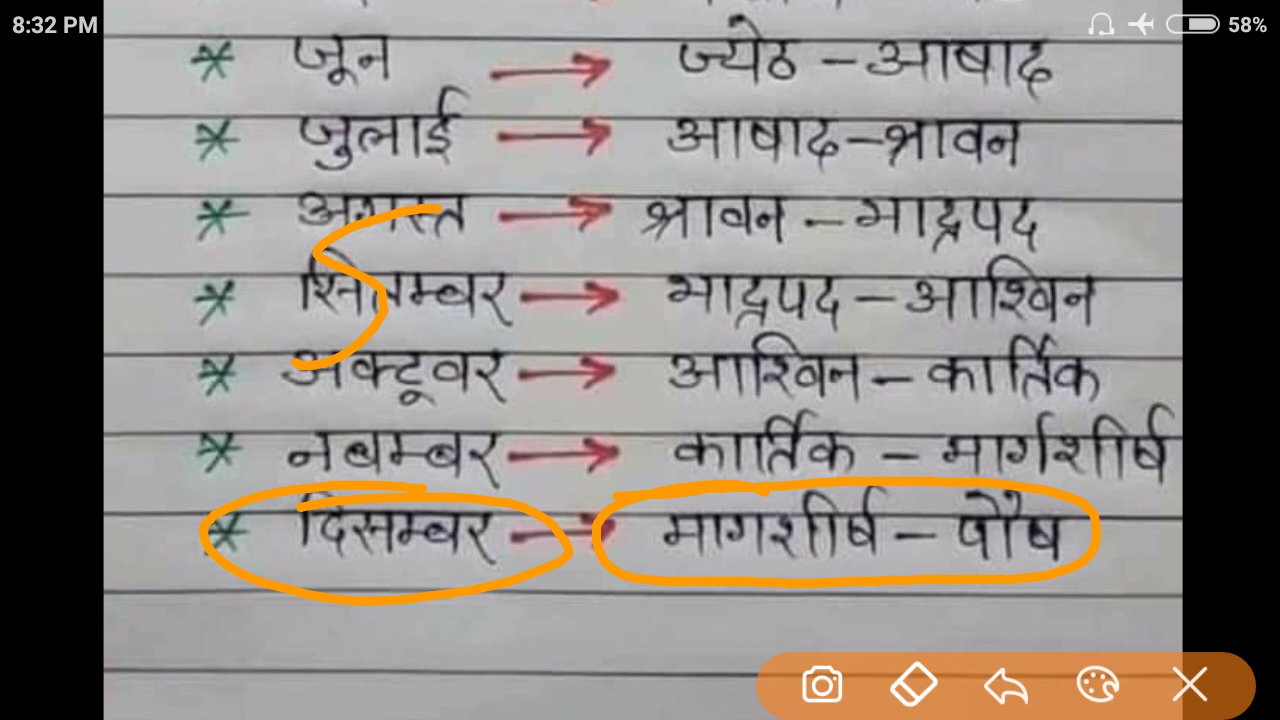 8:32 PM 58%
* जून → ज्येठ - आषाद
* जुलाई → आषाद - श्रावन
* अगस्त → श्रावन - भाद्रपद
* सितम्बर → भाद्रपद - आश्विन
* अक्टूवर → आश्विन - कार्तिक
* नबम्बर → कार्तिक - मार्गशीर्ष
* दिसम्बर → मागशीर्ष - पौष